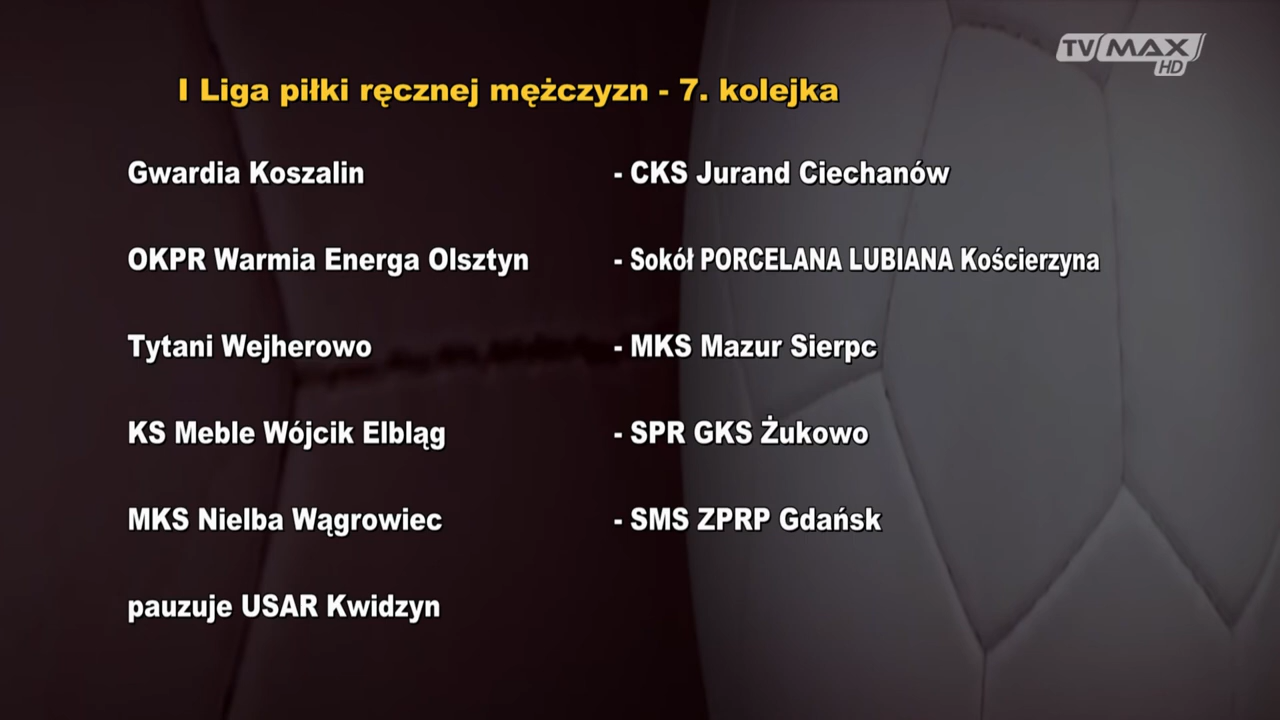 TV MAX HD
I Liga piłki ręcznej mężczyzn - 7. kolejka
Gwardia Koszalin - CKS Jurand Ciechanów
OKPR Warmia Energa Olsztyn - Sokół PORCELANA LUBIANA Kościerzyna
Tytani Wejherowo - MKS Mazur Sierpc
KS Meble Wójcik Elbląg - SPR GKS Żukowo
MKS Nielba Wągrowiec - SMS ZPRP Gdańsk
pauzuje USAR Kwidzyn